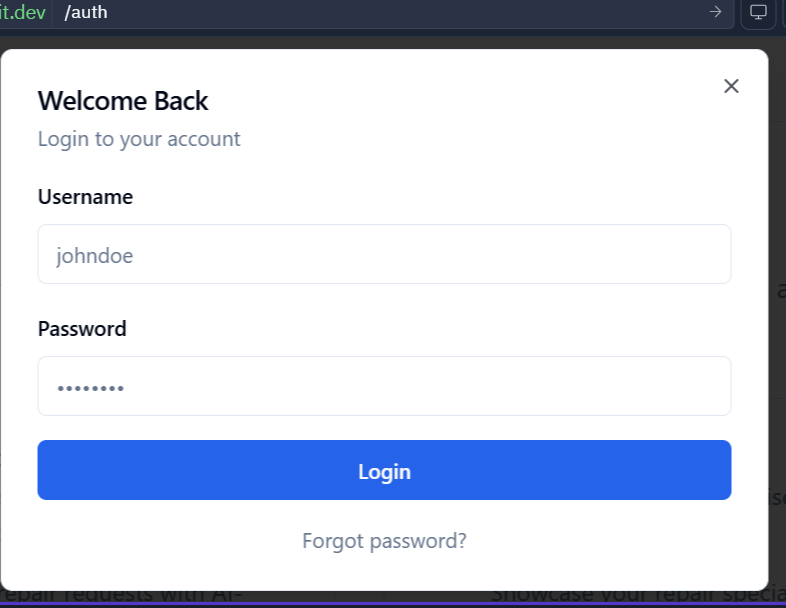 it.dev /auth
Welcome Back
Login to your account
Username
johndoe
Password
••••••••
Login
Forgot password?
repair requests with AI- Showcase your repair specia